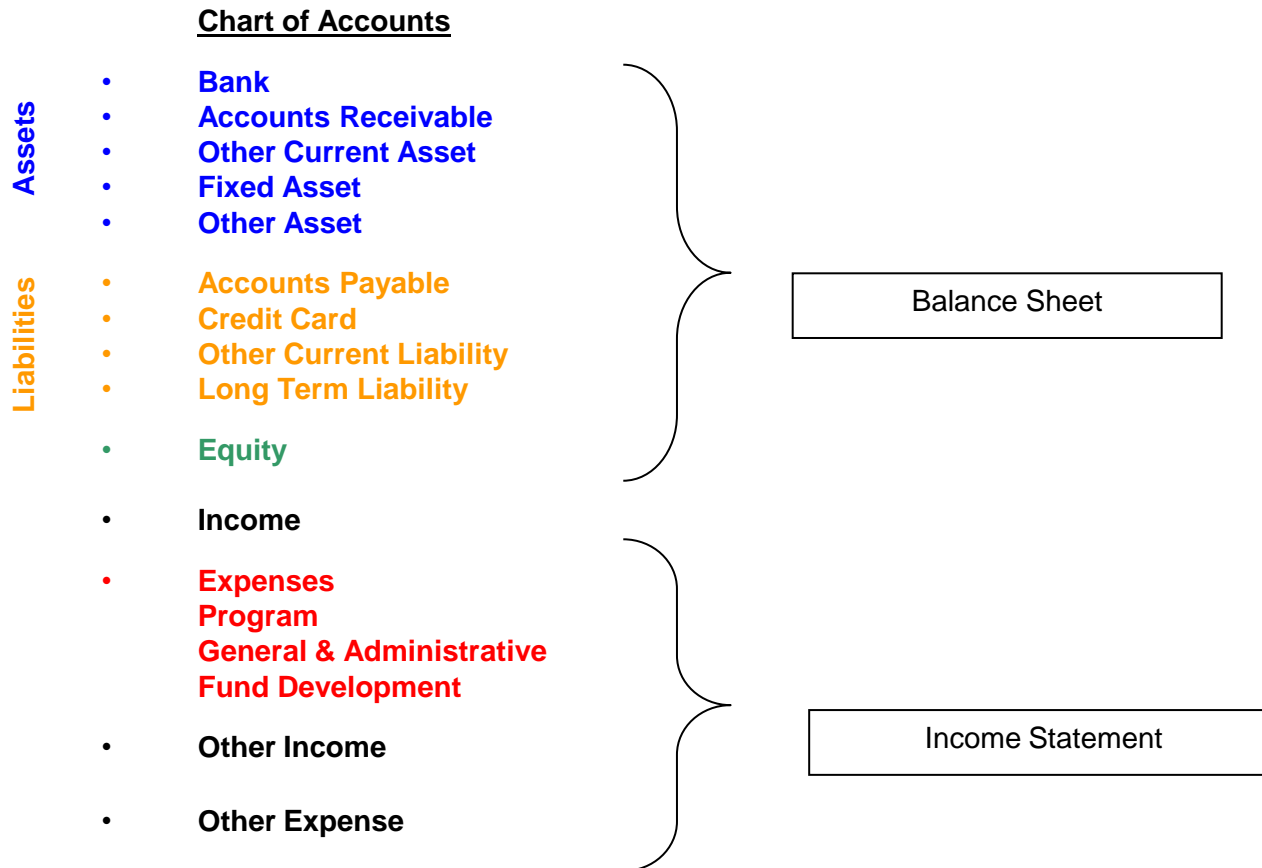 Chart of Accounts
Assets
• Bank
• Accounts Receivable
• Other Current Asset
• Fixed Asset
• Other Asset
Liabilities
• Accounts Payable
• Credit Card
• Other Current Liability
• Long Term Liability
• Equity
Balance Sheet
• Income
• Expenses
Program
General & Administrative
Fund Development
• Other Income
• Other Expense
Income Statement